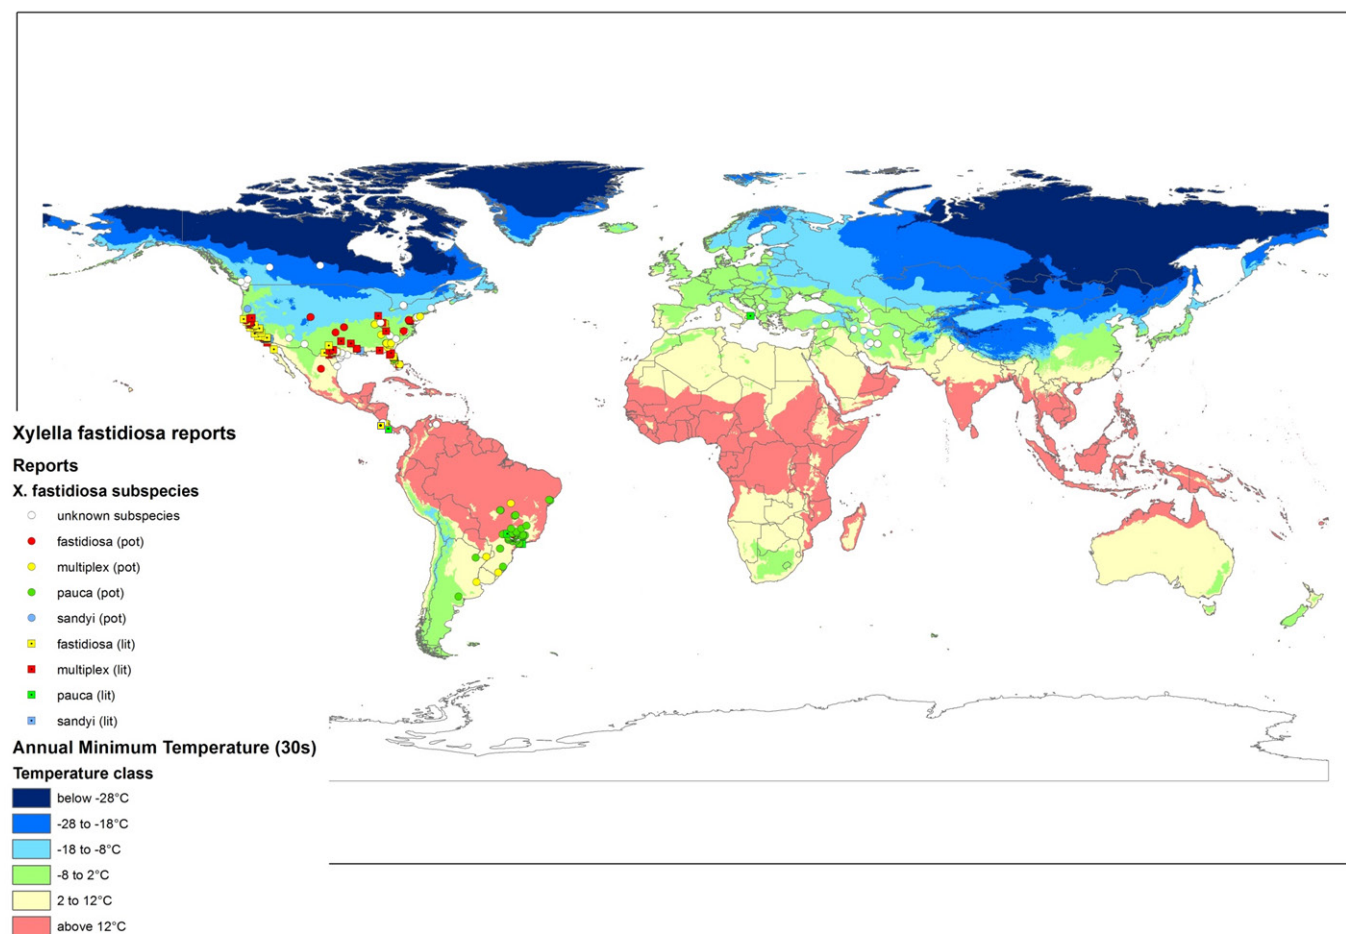 Xylella fastidiosa reports
Reports
X. fastidiosa subspecies
unknown subspecies
fastidiosa (pot)
multiplex (pot)
pauca (pot)
sandyi (pot)
fastidiosa (lit)
multiplex (lit)
pauca (lit)
sandyi (lit)
Annual Minimum Temperature (30s)
Temperature class
below -28°C
-28 to -18°C
-18 to -8°C
-8 to 2°C
2 to 12°C
above 12°C